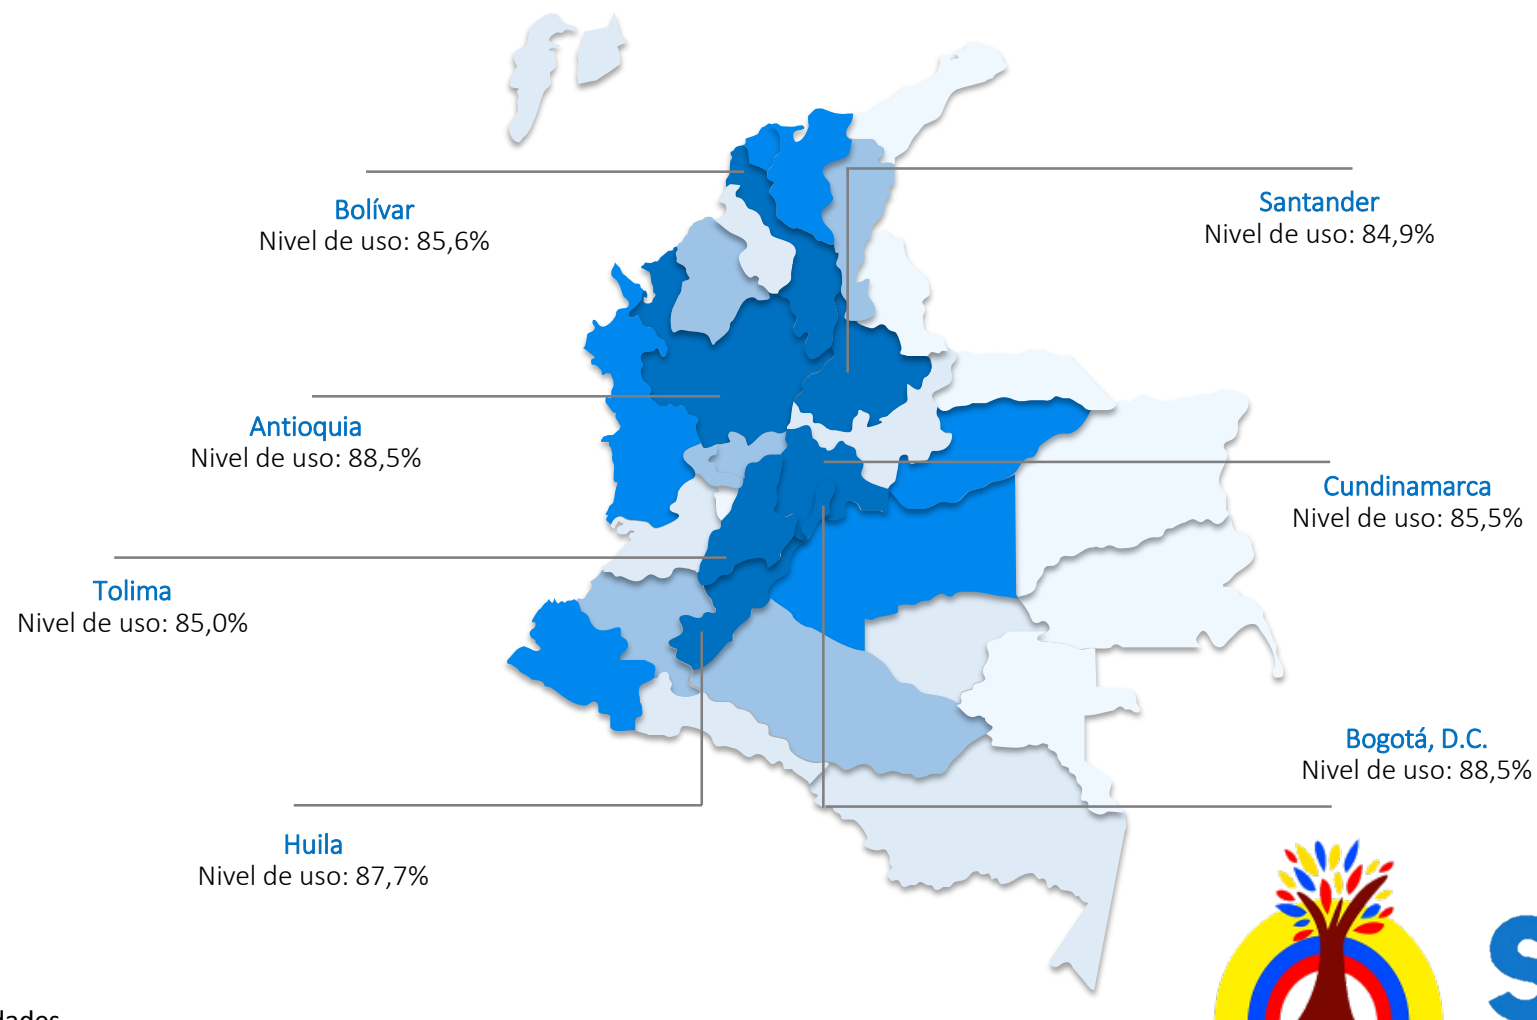 Bolívar
Nivel de uso: 85,6%
Santander
Nivel de uso: 84,9%
Antioquia
Nivel de uso: 88,5%
Cundinamarca
Nivel de uso: 85,5%
Tolima
Nivel de uso: 85,0%
Bogotá, D.C.
Nivel de uso: 88,5%
Huila
Nivel de uso: 87,7%